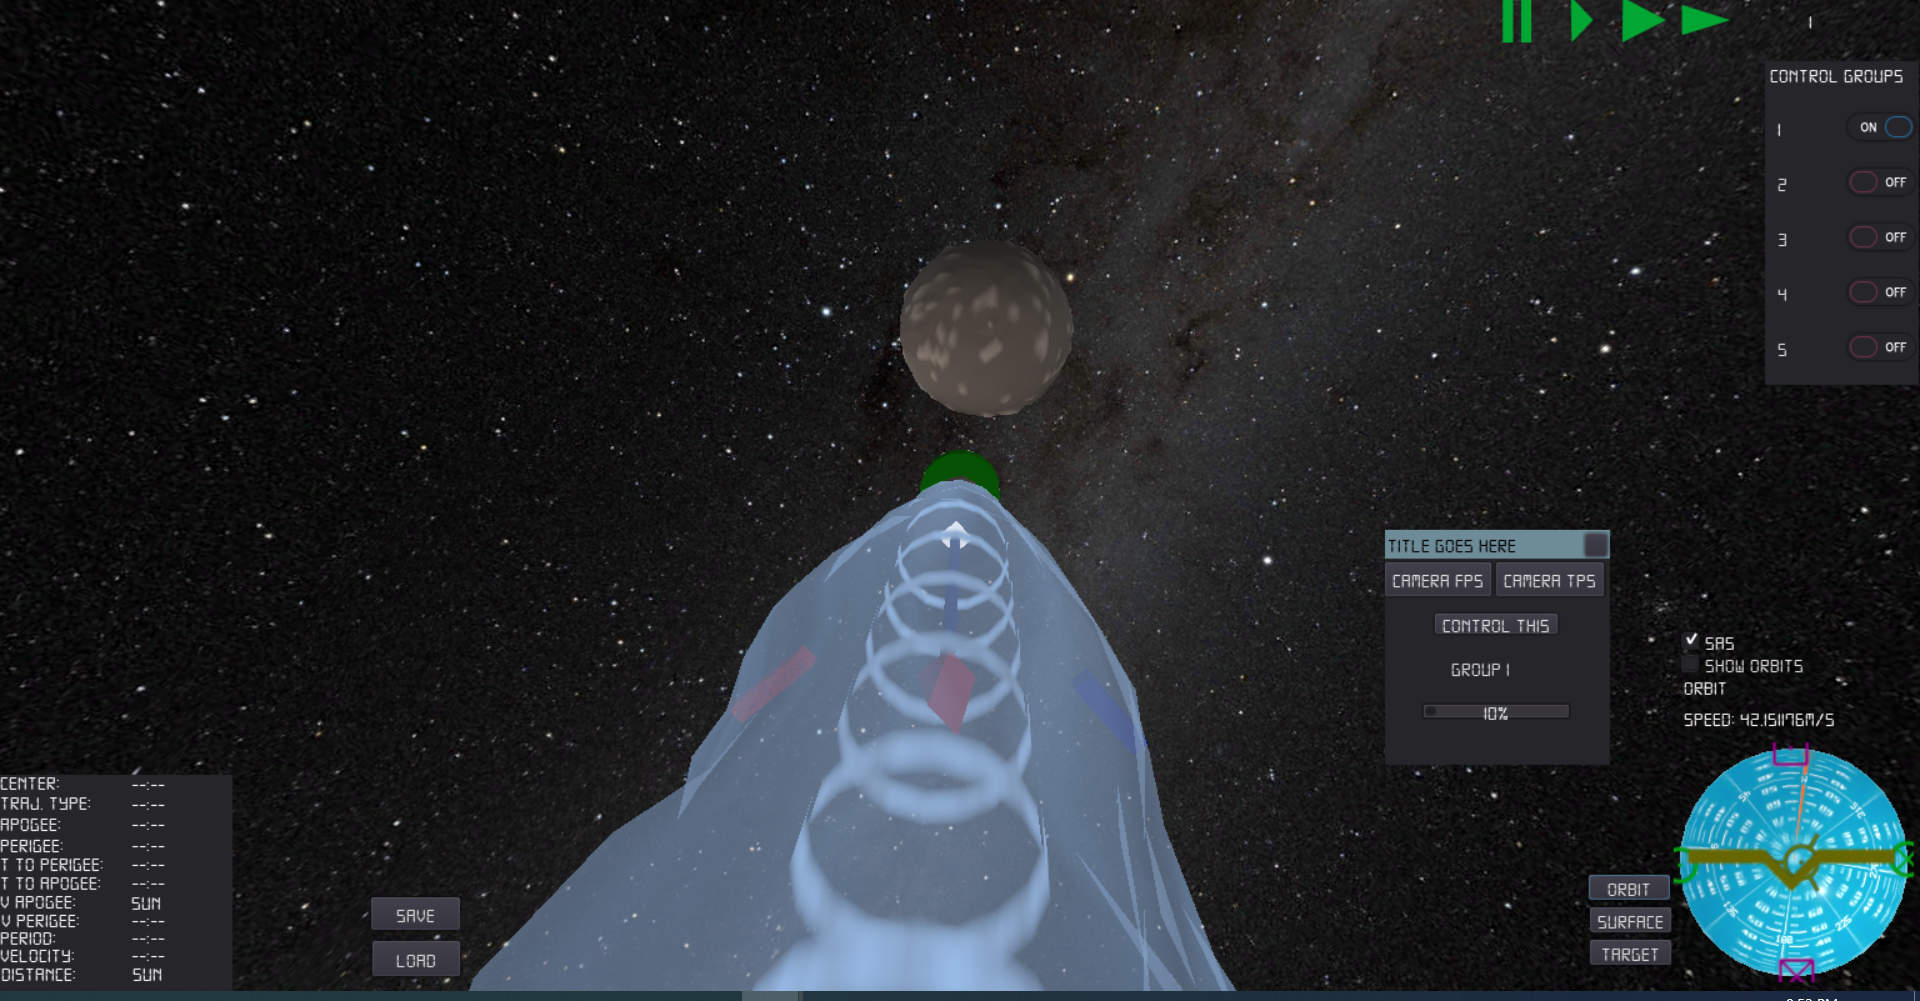 1
CONTROL GROUPS
1 ON
2 OFF
3 OFF
4 OFF
5 OFF
TITLE GOES HERE
CAMERA FPS CAMERA TPS
CONTROL THIS
GROUP 1
10%
SAS
SHOW ORBITS
ORBIT
SPEED: 42.151176M/S
CENTER: --:--
TRAJ. TYPE: --:--
APOGEE: --:--
PERIGEE: --:--
T TO PERIGEE: --:--
T TO APOGEE: --:--
V APOGEE: SUN
V PERIGEE: --:--
PERIOD: --:--
VELOCITY: --:--
DISTANCE: SUN
SAVE
LOAD
ORBIT
SURFACE
TARGET